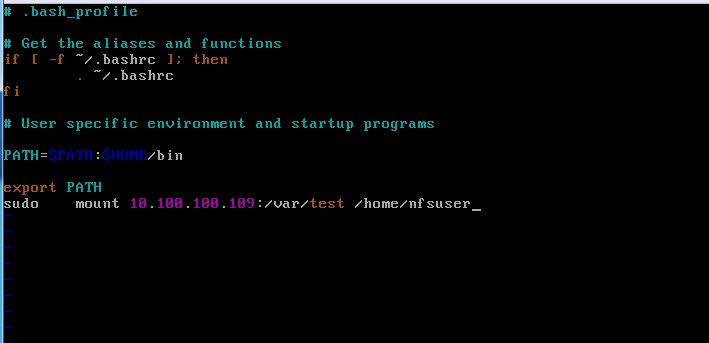 # .bash_profile
# Get the aliases and functions
if [ -f ~/.bashrc ]; then
. ~/.bashrc
fi
# User specific environment and startup programs
PATH=$PATH:$HOME/bin
export PATH
sudo    mount 10.100.100.109:/var/test /home/nfsuser_
~
~
~
~
~
~
~
~